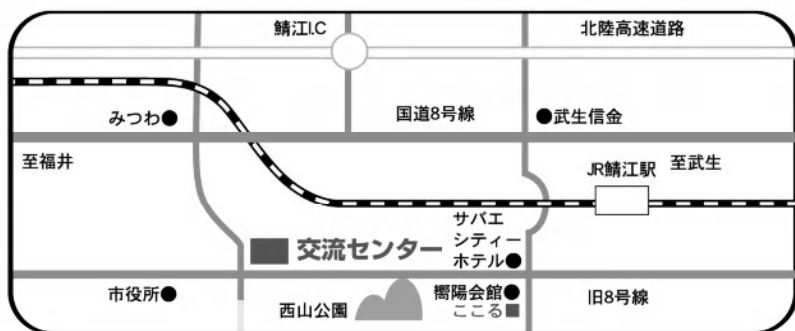 鯖江I.C
北陸高速道路
みつわ
国道8号線
武生信金
至福井
JR鯖江駅
至武生
サバエ
シティー
ホテル
交流センター
市役所
西山公園
嚮陽会館
こころ
旧8号線